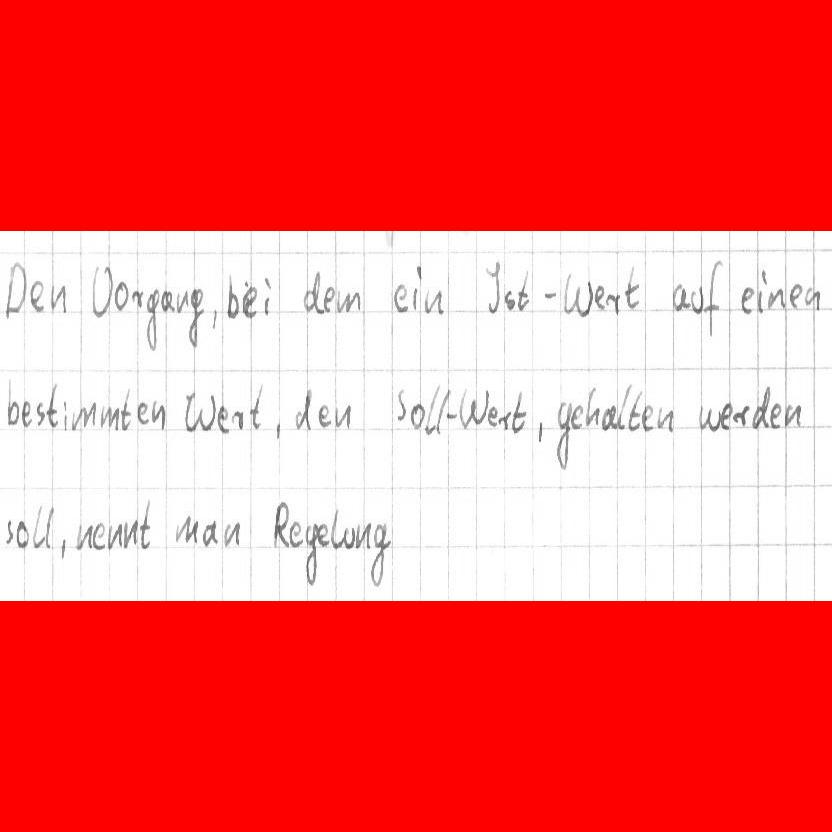 Den Vorgang, bei dem ein Ist-Wert auf einen
bestimmten Wert, den Soll-Wert, gehalten werden
soll, nennt man Regelung